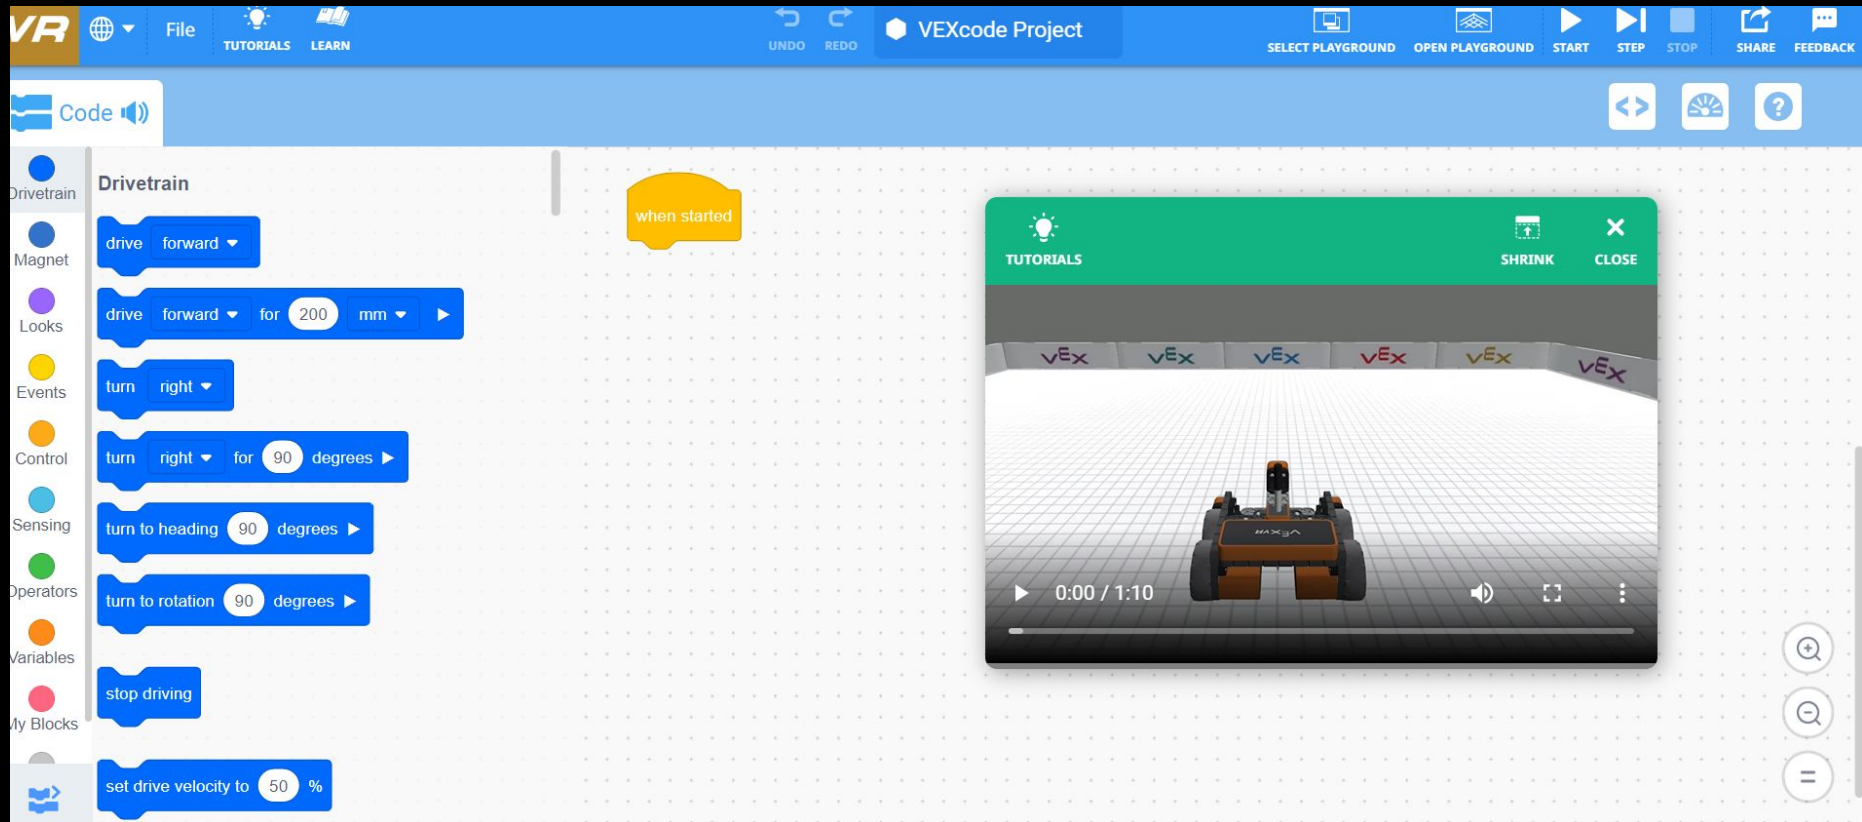 VR
File
TUTORIALS
LEARN
UNDO
REDO
VEXcode Project
SELECT PLAYGROUND
OPEN PLAYGROUND
START
STEP
STOP
SHARE
FEEDBACK
Code
Drivetrain
Magnet
Looks
Events
Control
Sensing
Operators
Variables
My Blocks
Drivetrain
drive forward
drive forward for 200 mm
turn right
turn right for 90 degrees
turn to heading 90 degrees
turn to rotation 90 degrees
stop driving
set drive velocity to 50 %
when started
TUTORIALS
SHRINK
CLOSE
VEX VEX VEX VEX VEX VEX
VEX VR
0:00 / 1:10